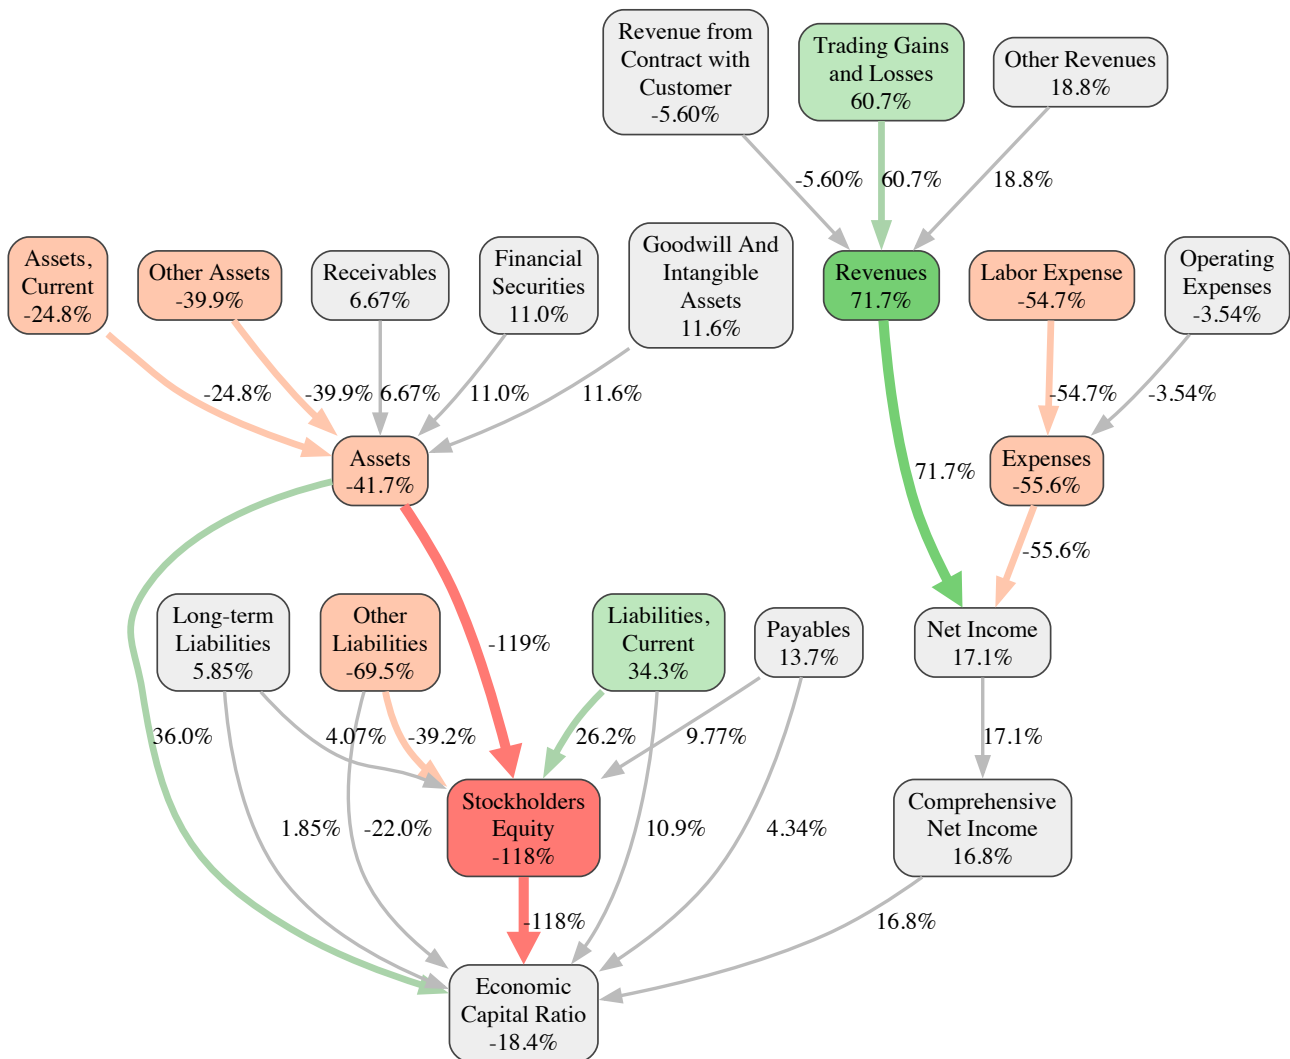 Revenue from
Contract with
Customer
-5.60%
Trading Gains
and Losses
60.7%
Other Revenues
18.8%
-5.60%
60.7%
18.8%
Assets,
Current
-24.8%
Other Assets
-39.9%
Receivables
6.67%
Financial
Securities
11.0%
Goodwill And
Intangible
Assets
11.6%
Revenues
71.7%
Labor Expense
-54.7%
Operating
Expenses
-3.54%
-24.8%
-39.9%
6.67%
11.0%
11.6%
-54.7%
-3.54%
Assets
-41.7%
71.7%
Expenses
-55.6%
-55.6%
Long-term
Liabilities
5.85%
Other
Liabilities
-69.5%
-119%
Liabilities,
Current
34.3%
Payables
13.7%
Net Income
17.1%
36.0%
4.07%
-39.2%
26.2%
9.77%
17.1%
Stockholders
Equity
-118%
Comprehensive
Net Income
16.8%
1.85%
-22.0%
10.9%
4.34%
-118%
16.8%
Economic
Capital Ratio
-18.4%